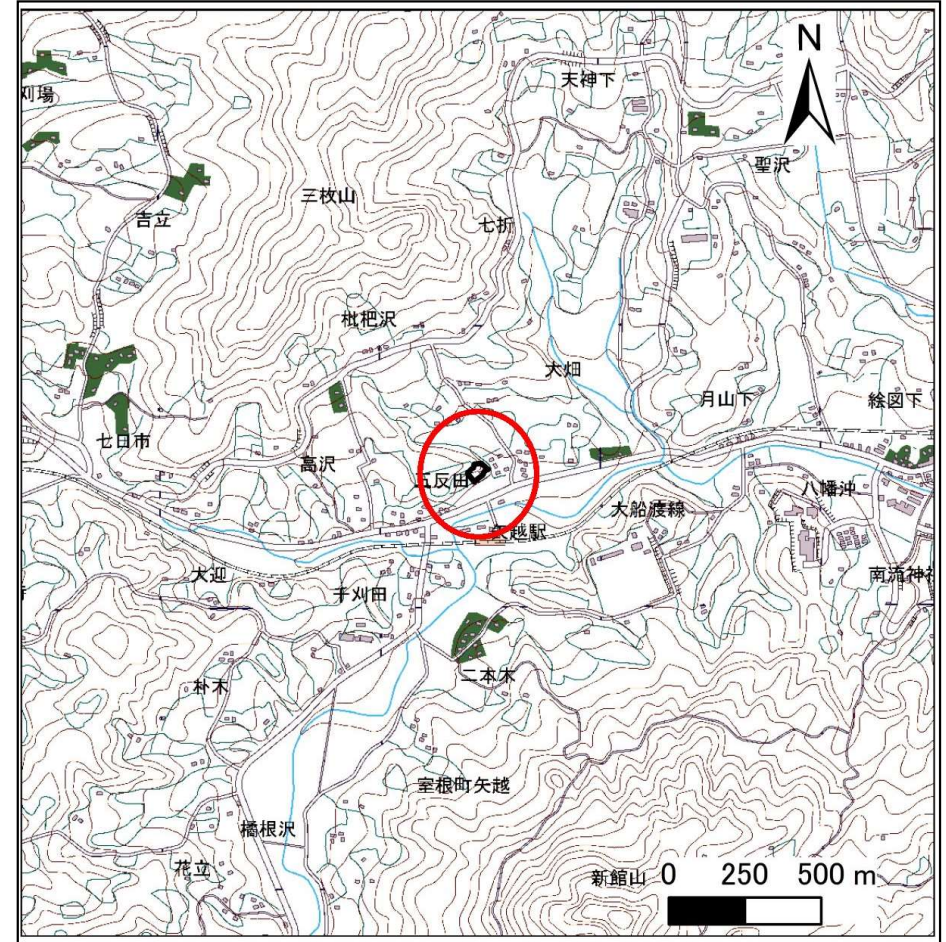 N
天神下
刈場
聖沢
三枚山
吉立
七折
枇杷沢
大畑
月山下
絵図下
七日市
高沢
五反田
八幡沖
大船渡線
矢越駅
大迎
南流神社
千刈田
二本木
朴木
室根町矢越
橘根沢
花立
新館山
0 250 500 m